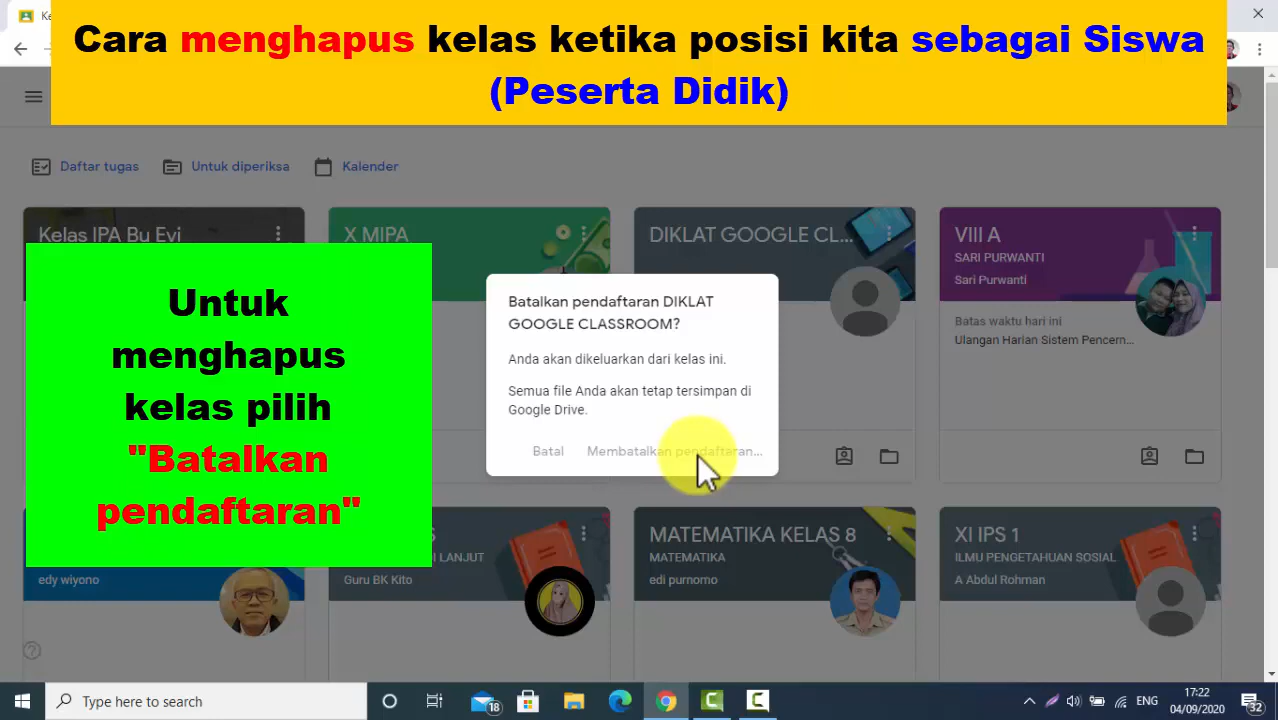 Cara menghapus kelas ketika posisi kita sebagai Siswa
(Peserta Didik)
Daftar tugas
Untuk diperiksa
Kalender
Kelas IPA Bu Evi
X MIPA
DIKLAT GOOGLE CL...
VIII A
SARI PURWANTI
Sari Purwanti
Batas waktu hari ini
Ulangan Harian Sistem Pencern...
Untuk
menghapus
kelas pilih
"Batalkan
pendaftaran"
Batalkan pendaftaran DIKLAT
GOOGLE CLASSROOM?
Anda akan dikeluarkan dari kelas ini.
Semua file Anda akan tetap tersimpan di
Google Drive.
Batal
Membatalkan pendaftaran...
edy wiyono
LANJUT
Guru BK Kito
MATEMATIKA KELAS 8
MATEMATIKA
edi purnomo
XI IPS 1
ILMU PENGETAHUAN SOSIAL
A Abdul Rohman
Type here to search
18
ENG
17:22
04/09/2020
32